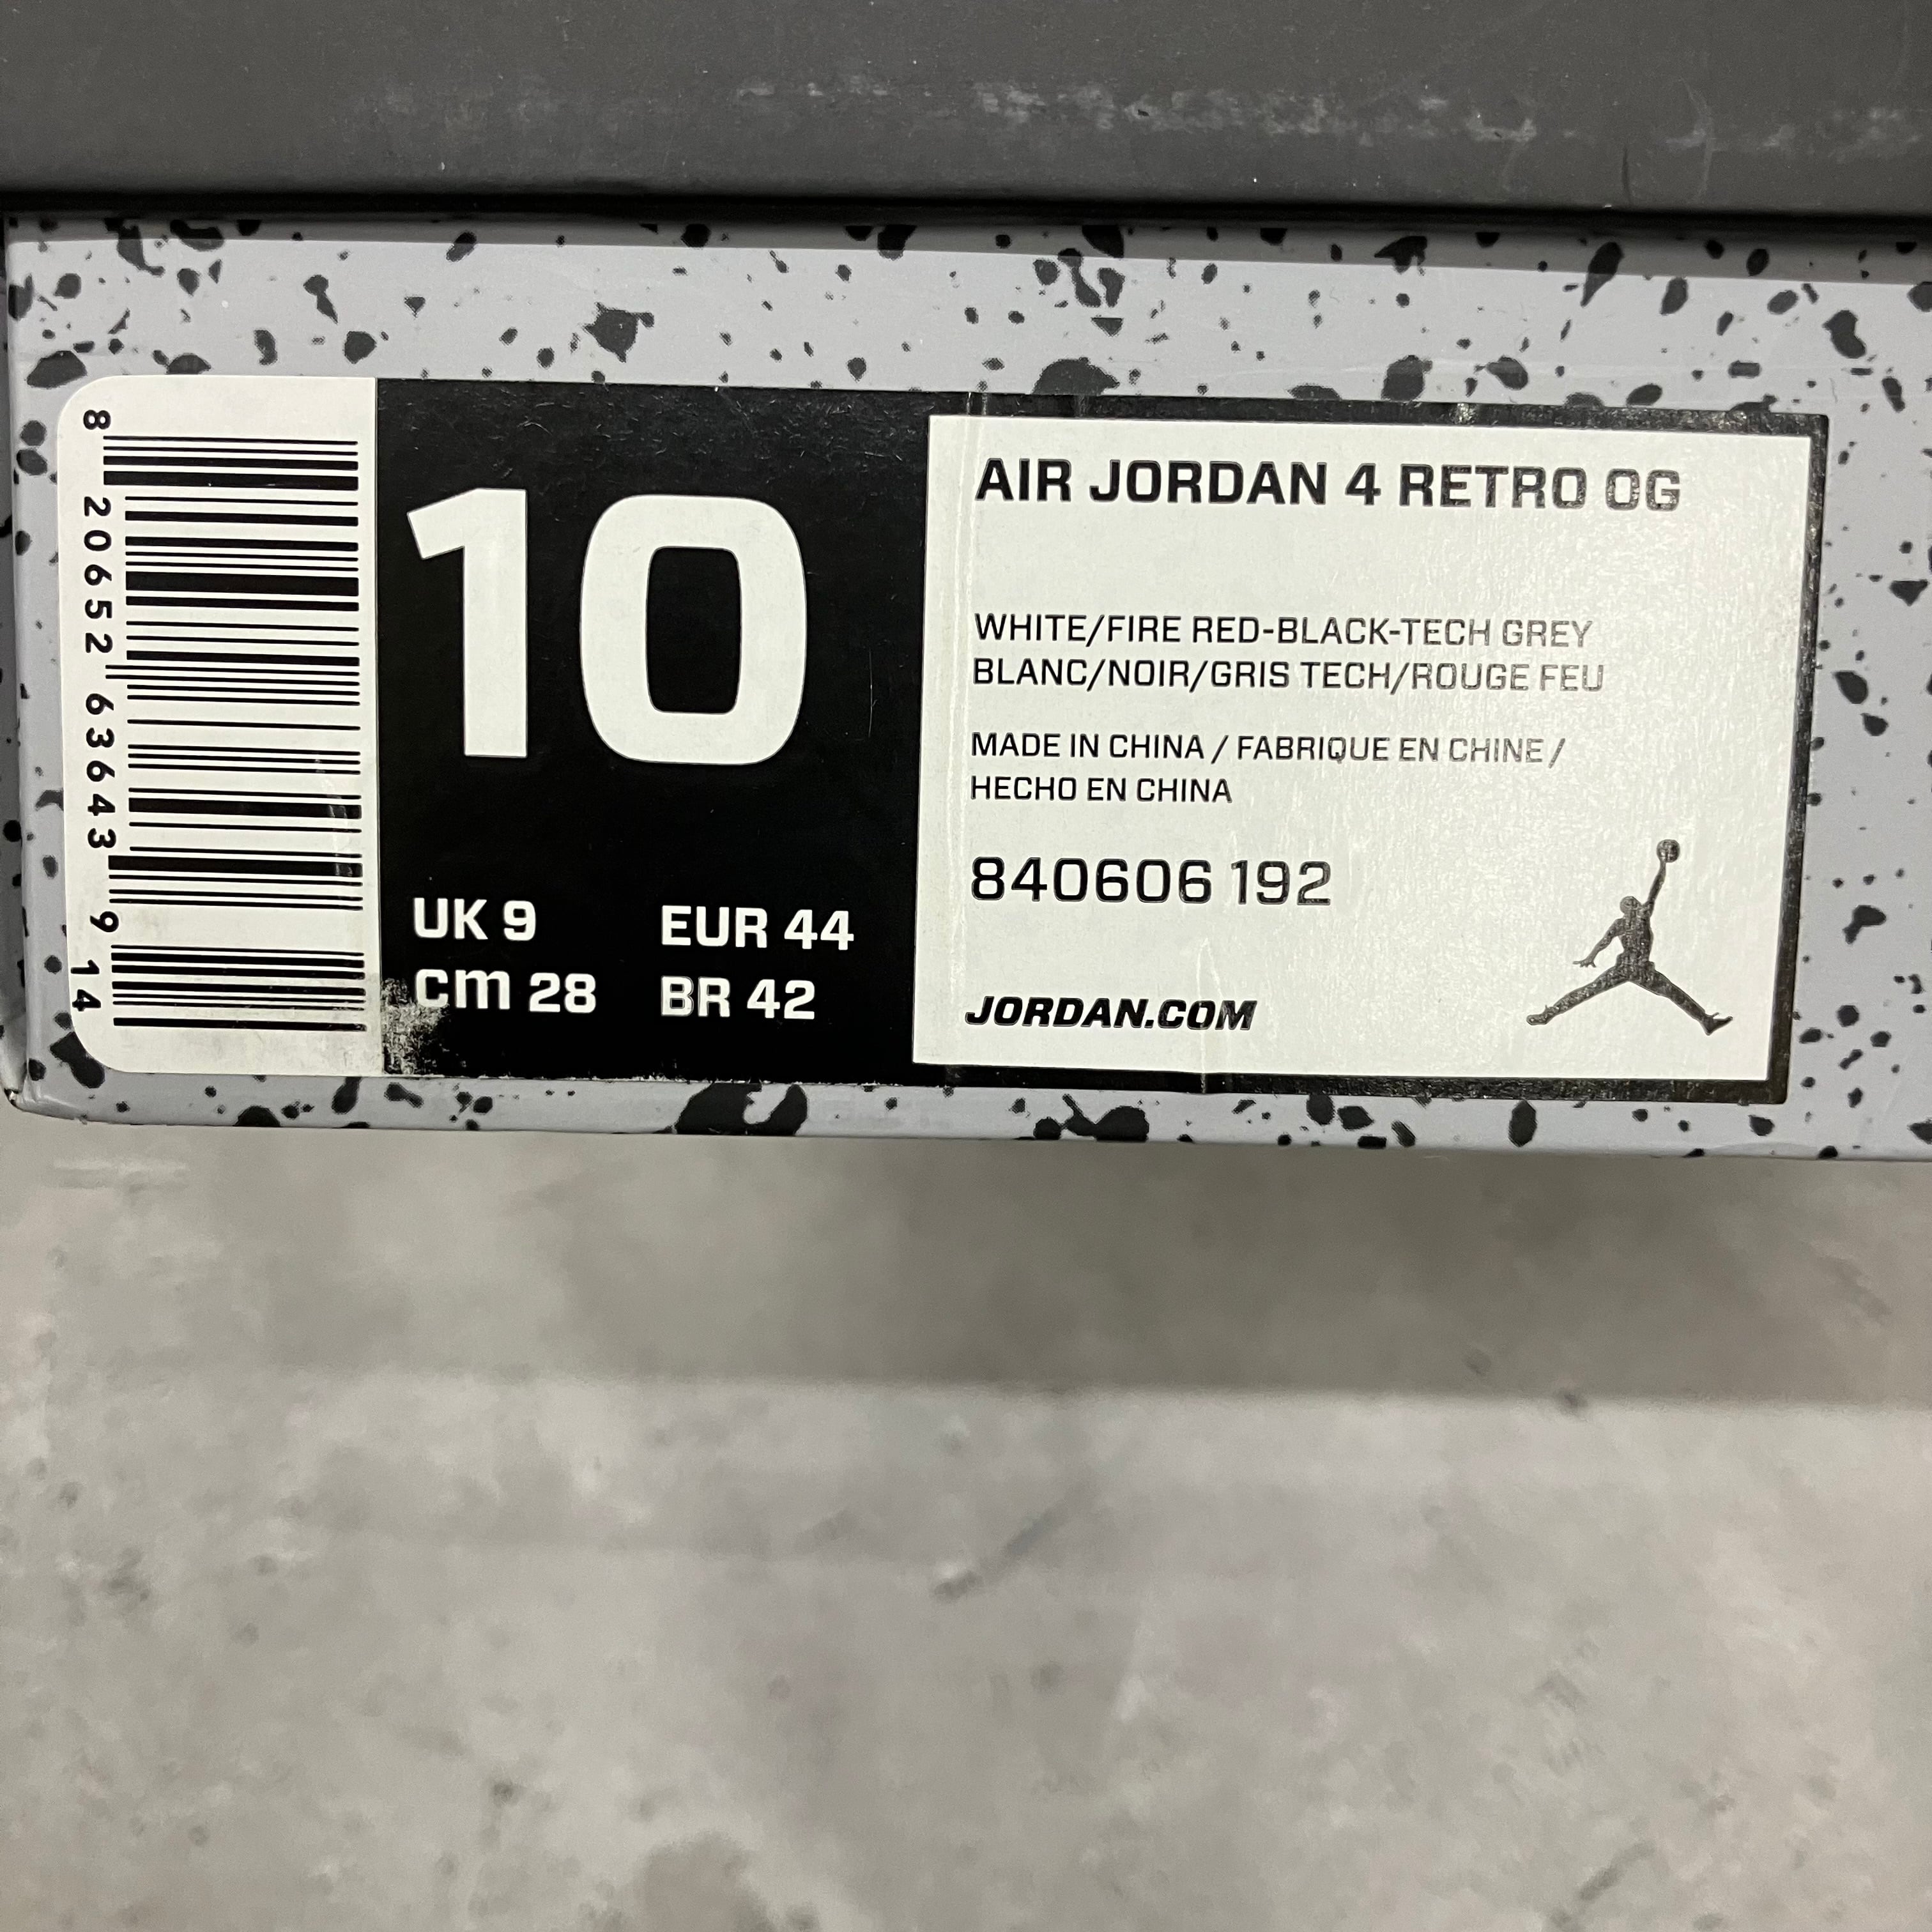 8 20652 63643 9 14
10
UK 9 EUR 44
cm 28 BR 42
AIR JORDAN 4 RETRO OG
WHITE/FIRE RED-BLACK-TECH GREY
BLANC/NOIR/GRIS TECH/ROUGE FEU
MADE IN CHINA / FABRIQUE EN CHINE /
HECHO EN CHINA
840606 192
JORDAN.COM